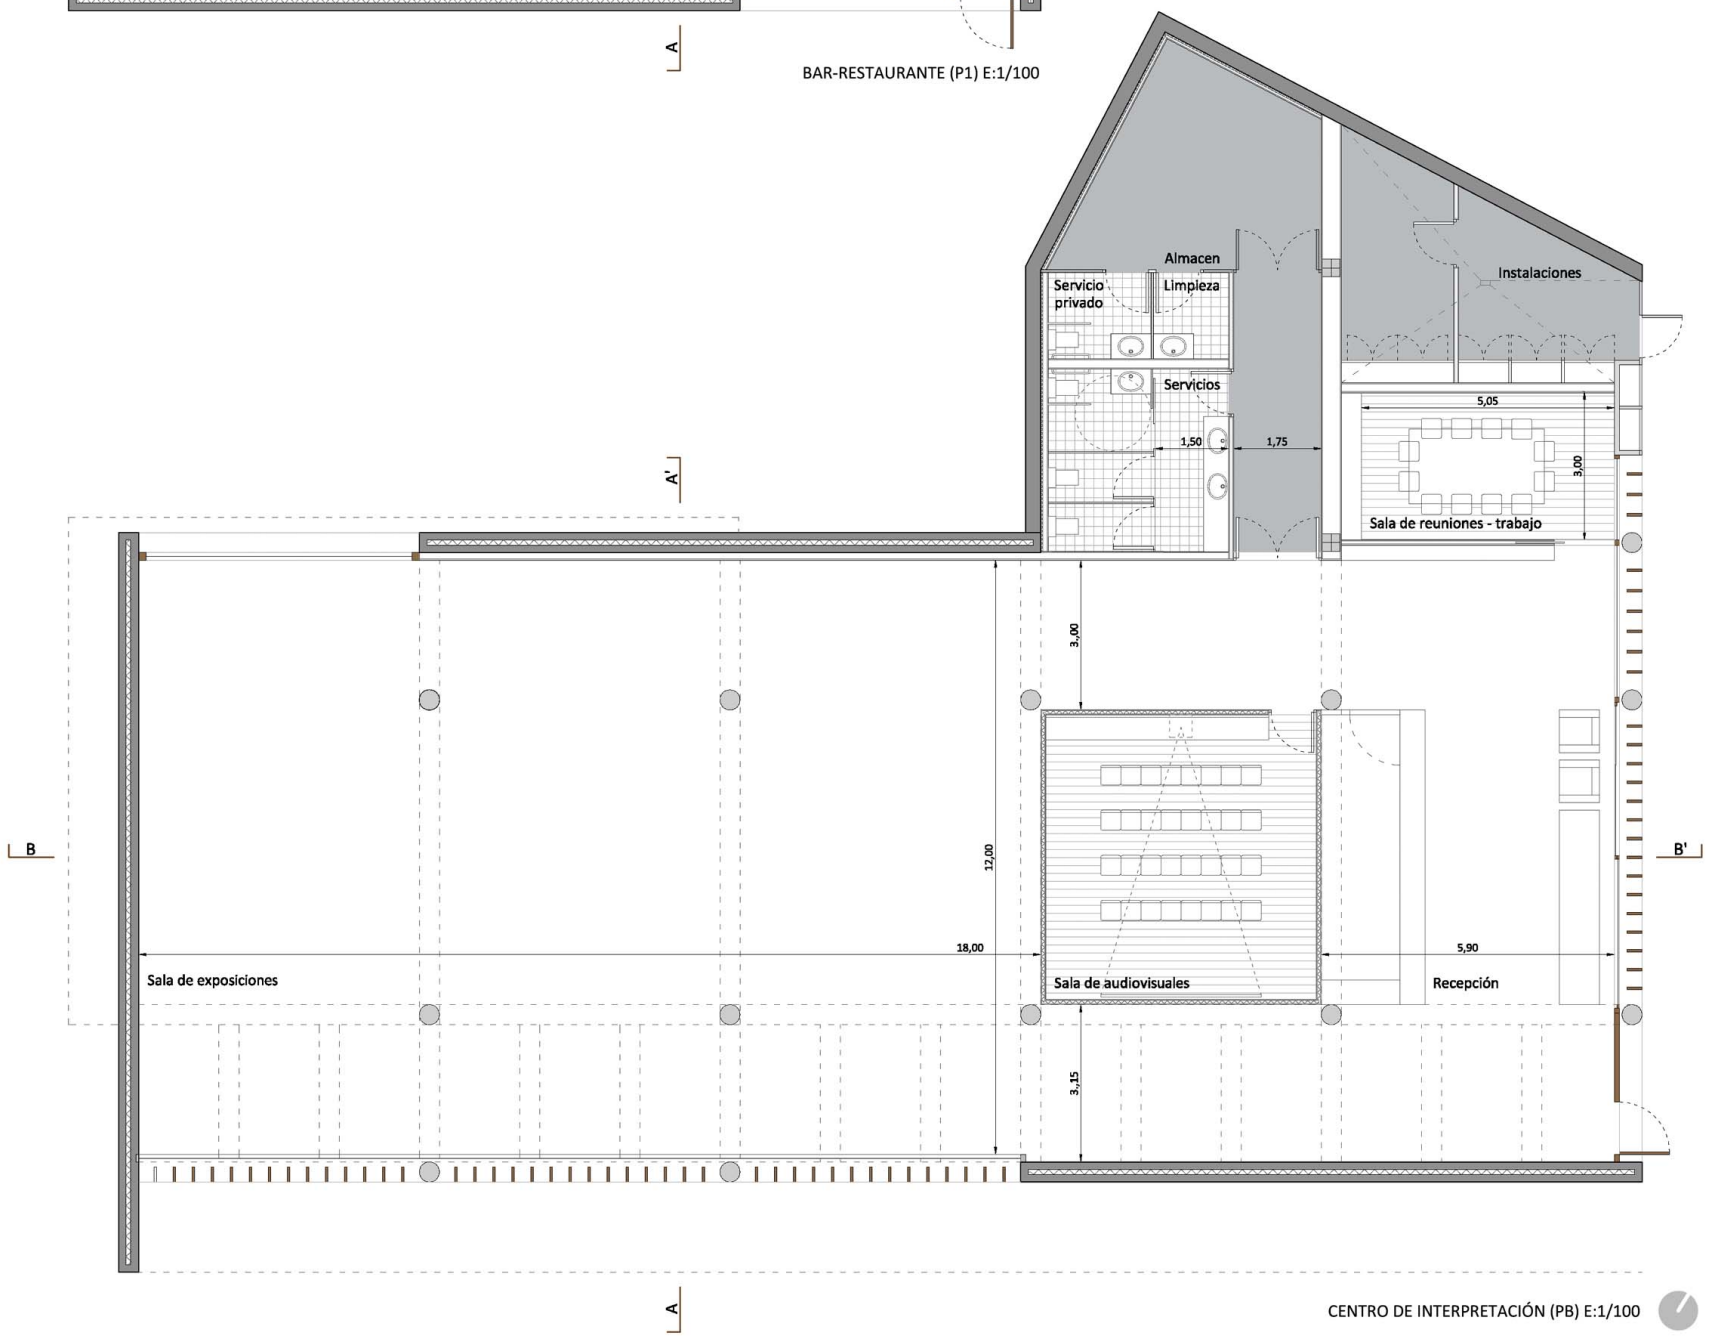 A
BAR-RESTAURANTE (P1) E:1/100
Almacen
Instalaciones
Servicio
privado
Limpieza
Servicios
5,05
1,50
1,75
3,00
A'
Sala de reuniones - trabajo
3,,00
B
12,00
B'
18,00
5,90
Sala de exposiciones
Sala de audiovisuales
Recepción
3,,15
A
CENTRO DE INTERPRETACIÓN (PB) E:1/100